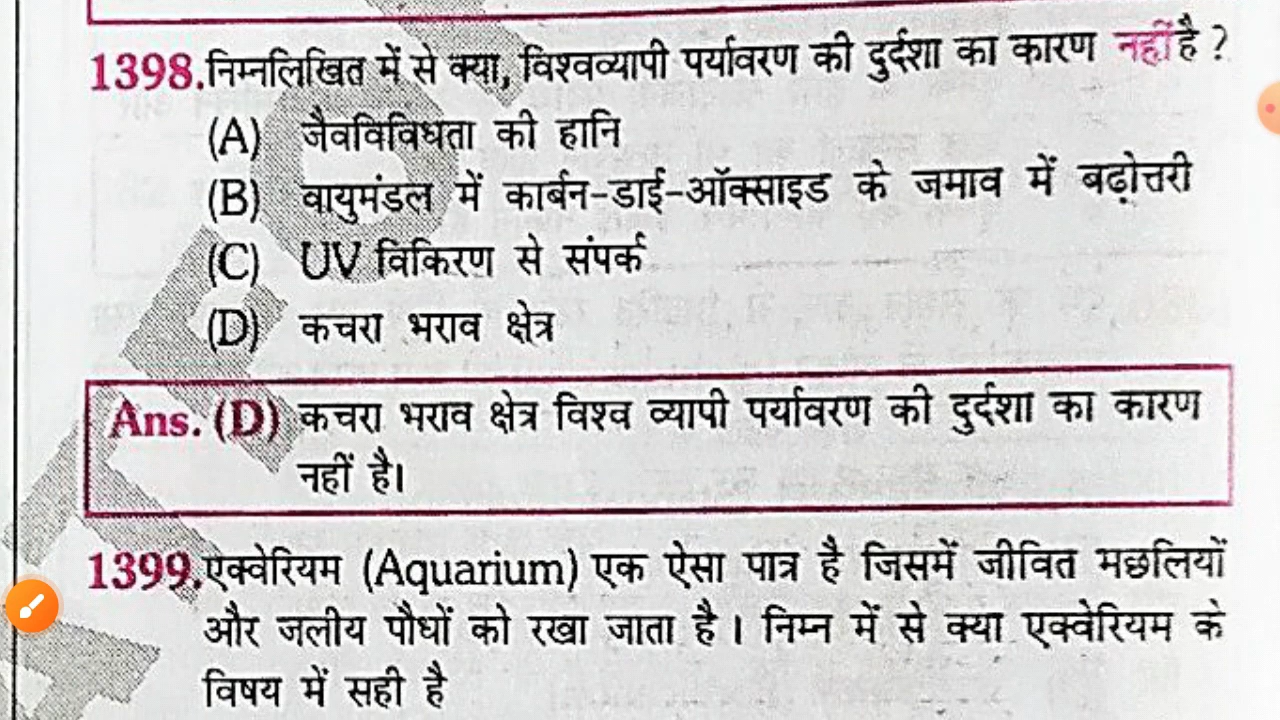 1398.निम्नलिखित में से क्या, विश्वव्यापी पर्यावरण की दुर्दशा का कारण नहीं है ?
(A) जैवविविधता की हानि
(B) वायुमंडल में कार्बन-डाई-ऑक्साइड के जमाव में बढ़ोत्तरी
(C) UV विकिरण से संपर्क
(D) कचरा भराव क्षेत्र
Ans. (D) कचरा भराव क्षेत्र विश्व व्यापी पर्यावरण की दुर्दशा का कारण
नहीं है।
1399.एक्वेरियम (Aquarium) एक ऐसा पात्र है जिसमें जीवित मछलियों
और जलीय पौधों को रखा जाता है। निम्न में से क्या एक्वेरियम के
विषय में सही है